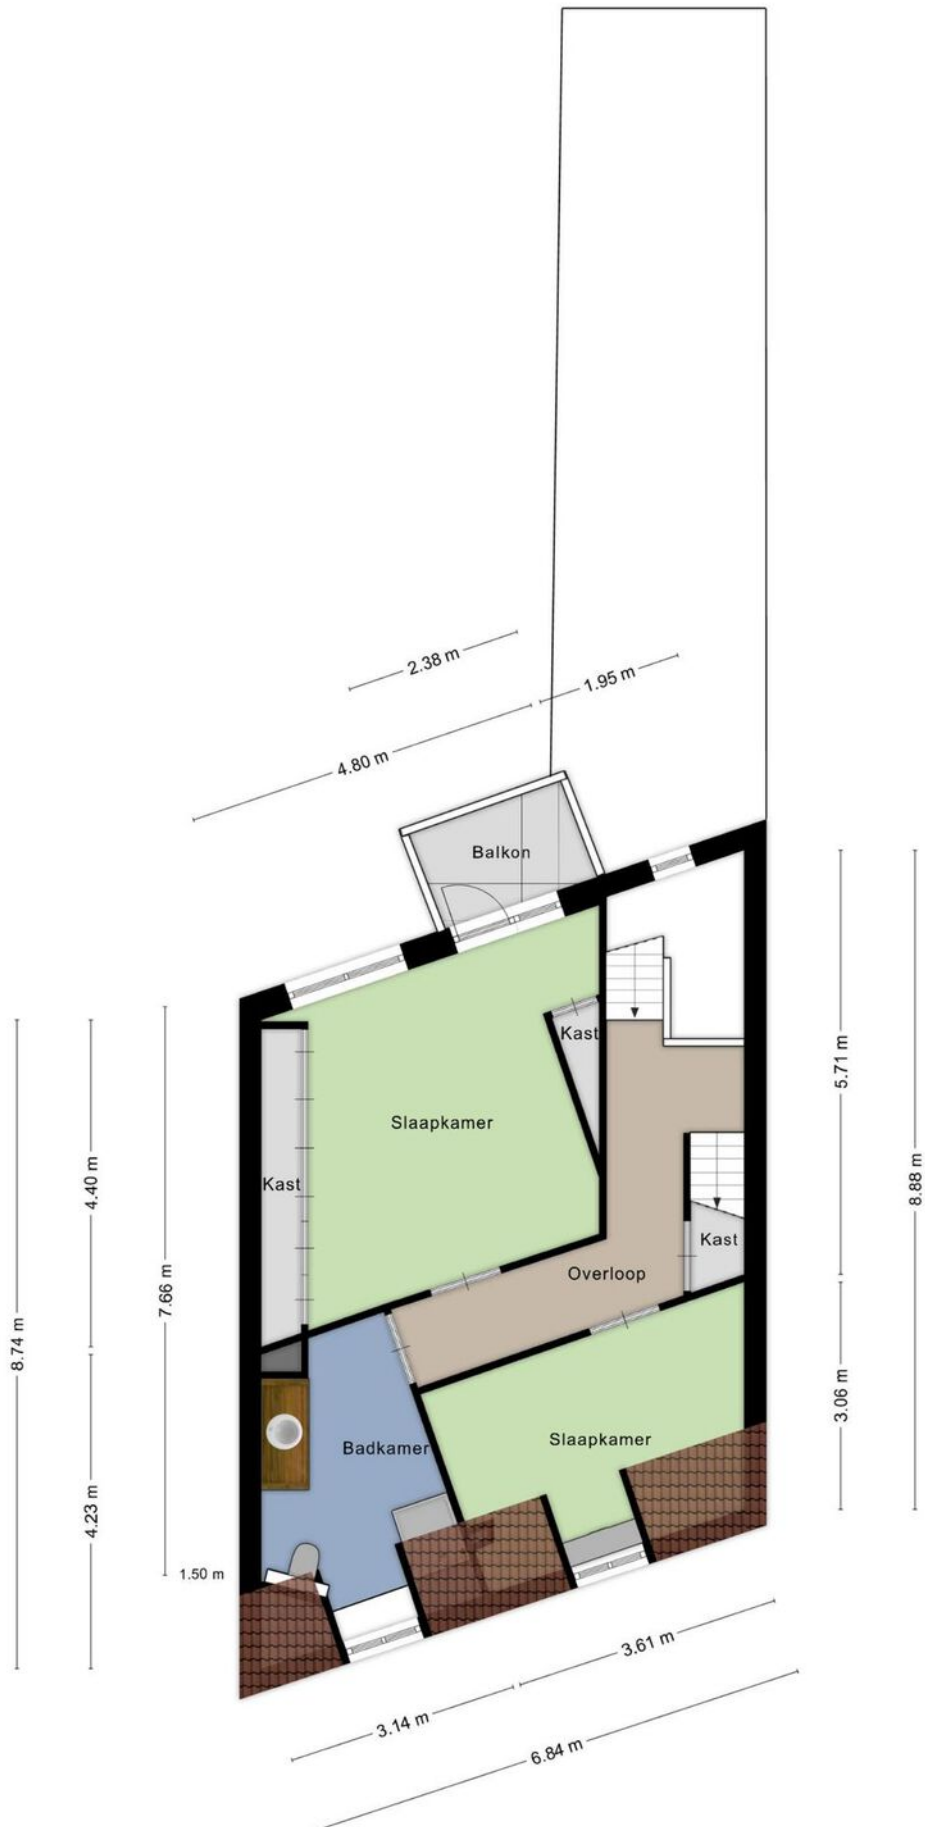 2.38 m
1.95 m
4.80 m
Balkon
Kast
5.71 m
Slaapkamer
4.40 m
Kast
8.88 m
Kast
Overloop
7.66 m
8.74 m
3.06 m
Slaapkamer
Badkamer
4.23 m
1.50 m
3.61 m
3.14 m
6.84 m